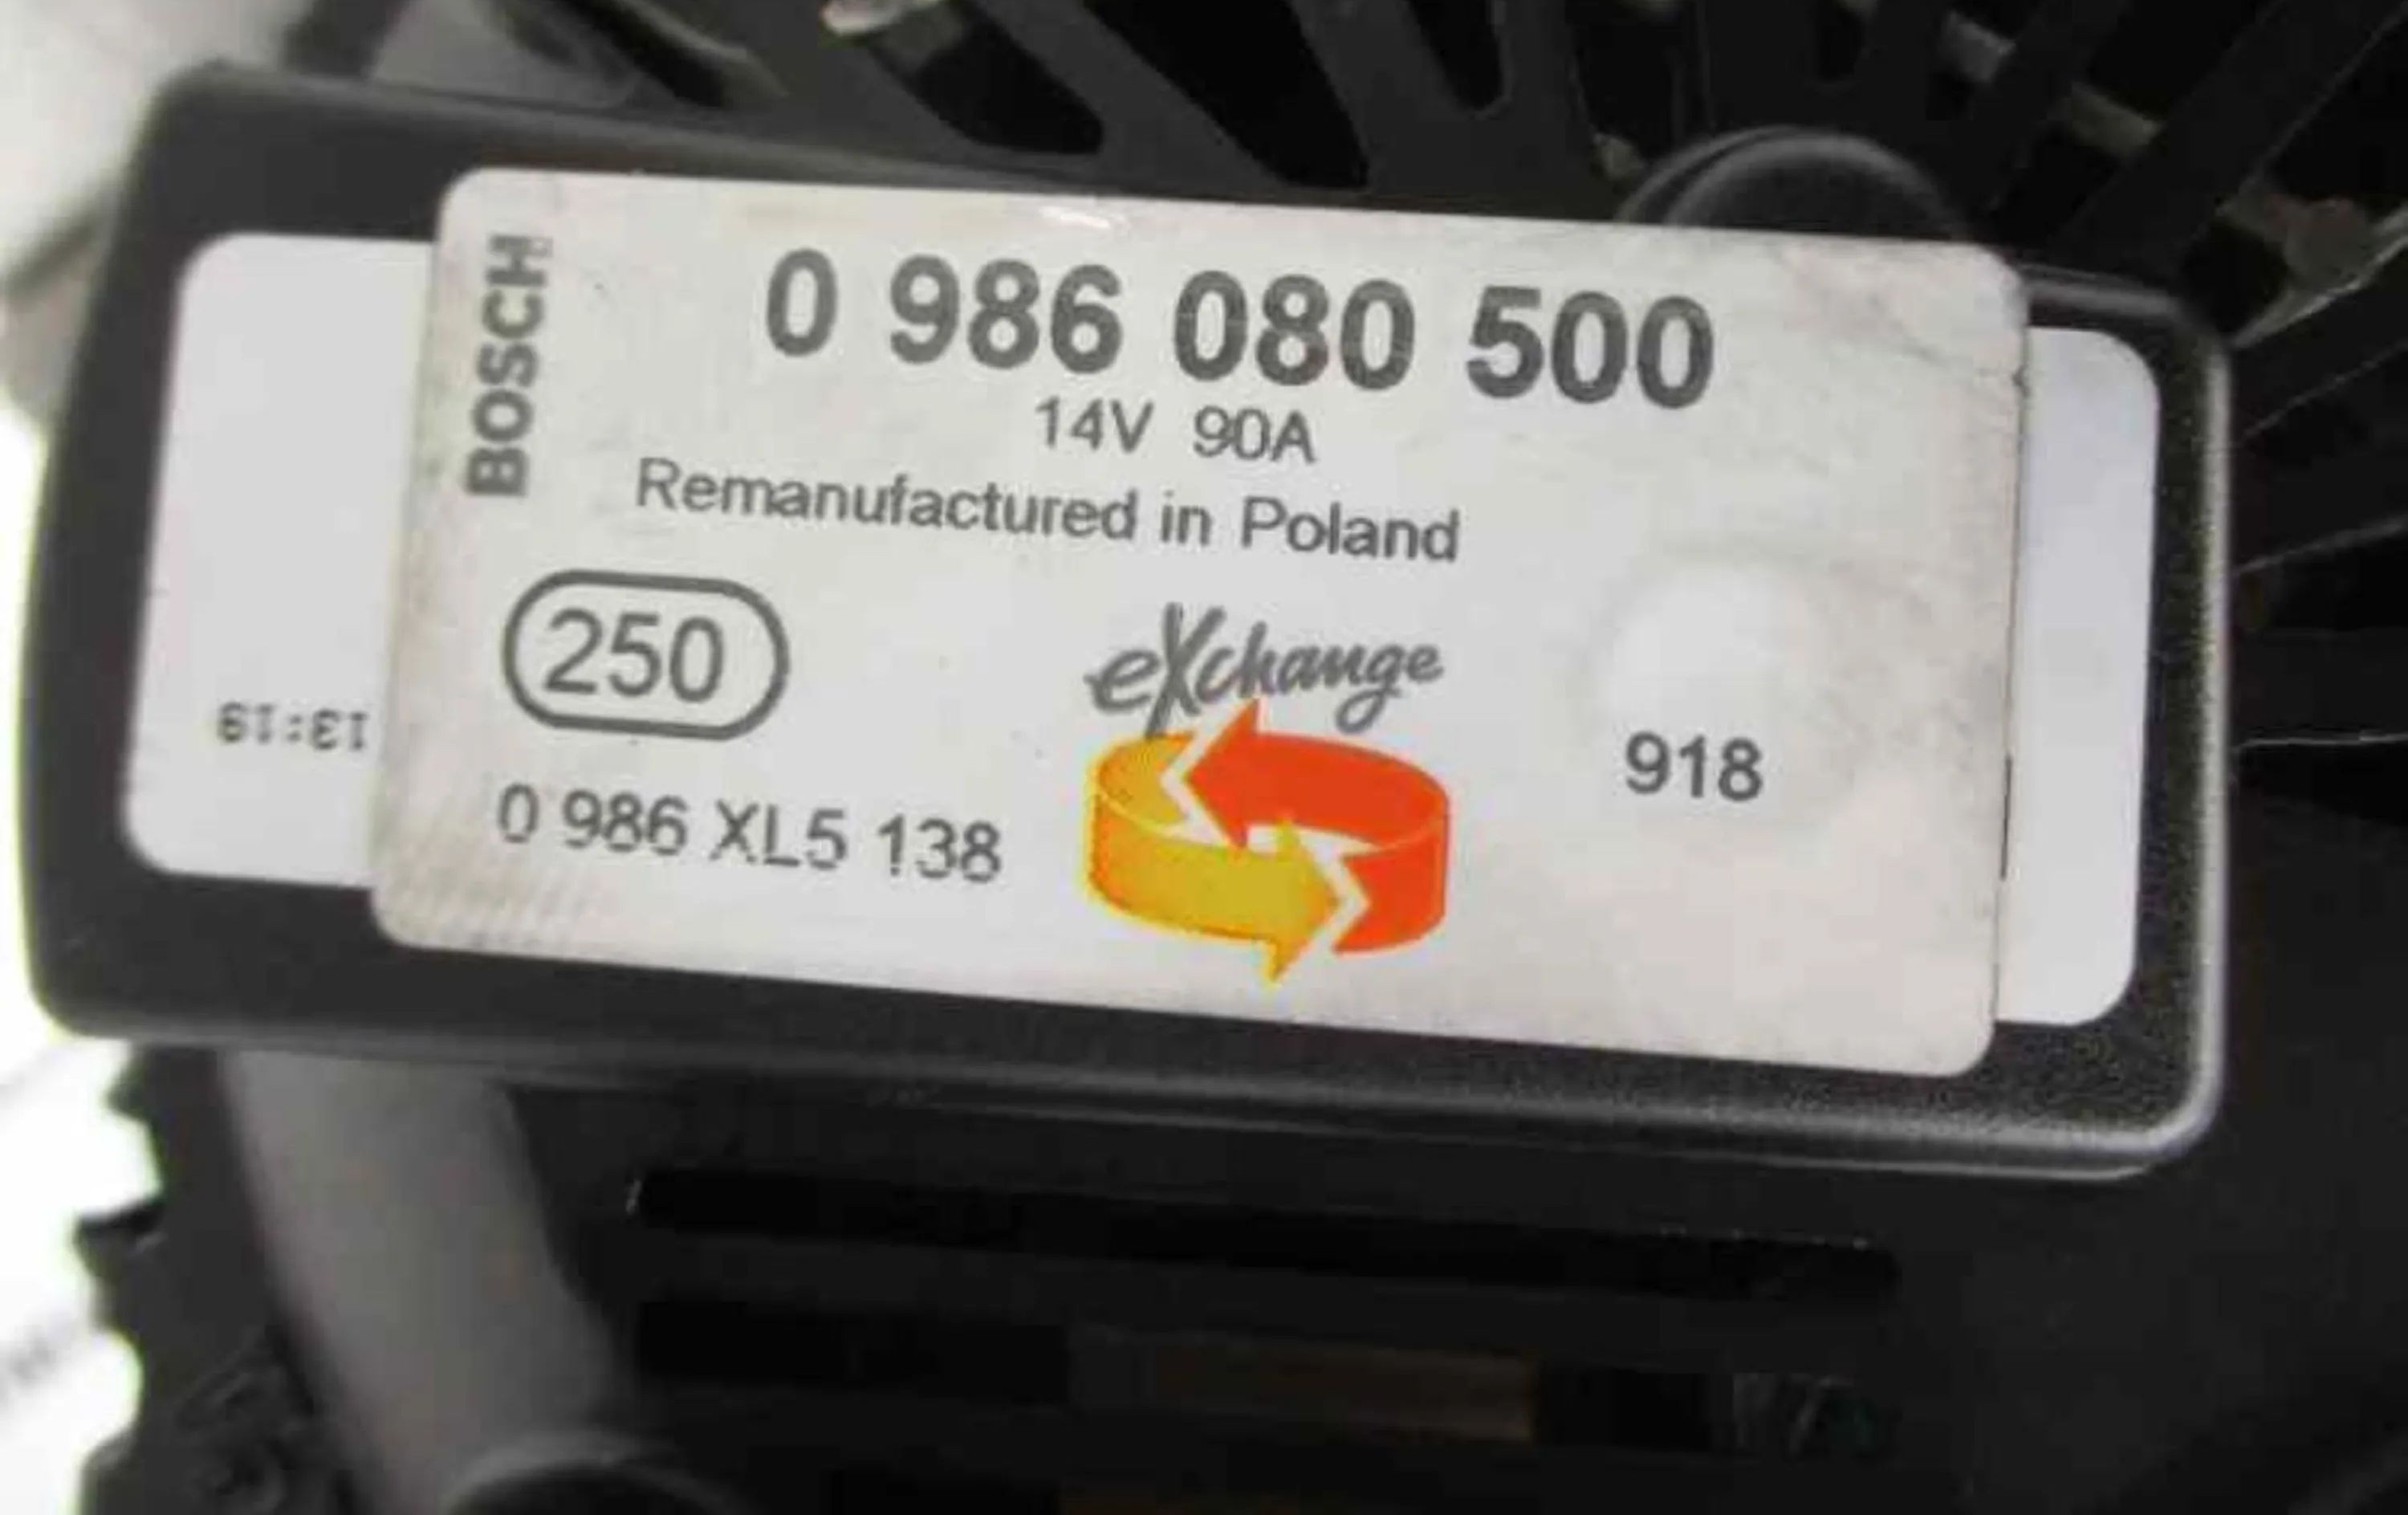 BOSCH
0 986 080 500
14V 90A
Remanufactured in Poland
250
eXchange
918
0 986 XL5 138
13:19